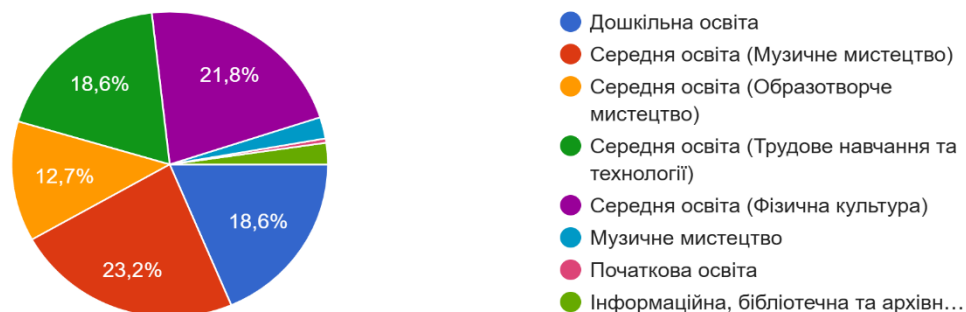 18,6%
21,8%
12,7%
18,6%
23,2%
Дошкільна освіта
Середня освіта (Музичне мистецтво)
Середня освіта (Образотворче
мистецтво)
Середня освіта (Трудове навчання та
технології)
Середня освіта (Фізична культура)
Музичне мистецтво
Початкова освіта
Інформаційна, бібліотечна та архівн…